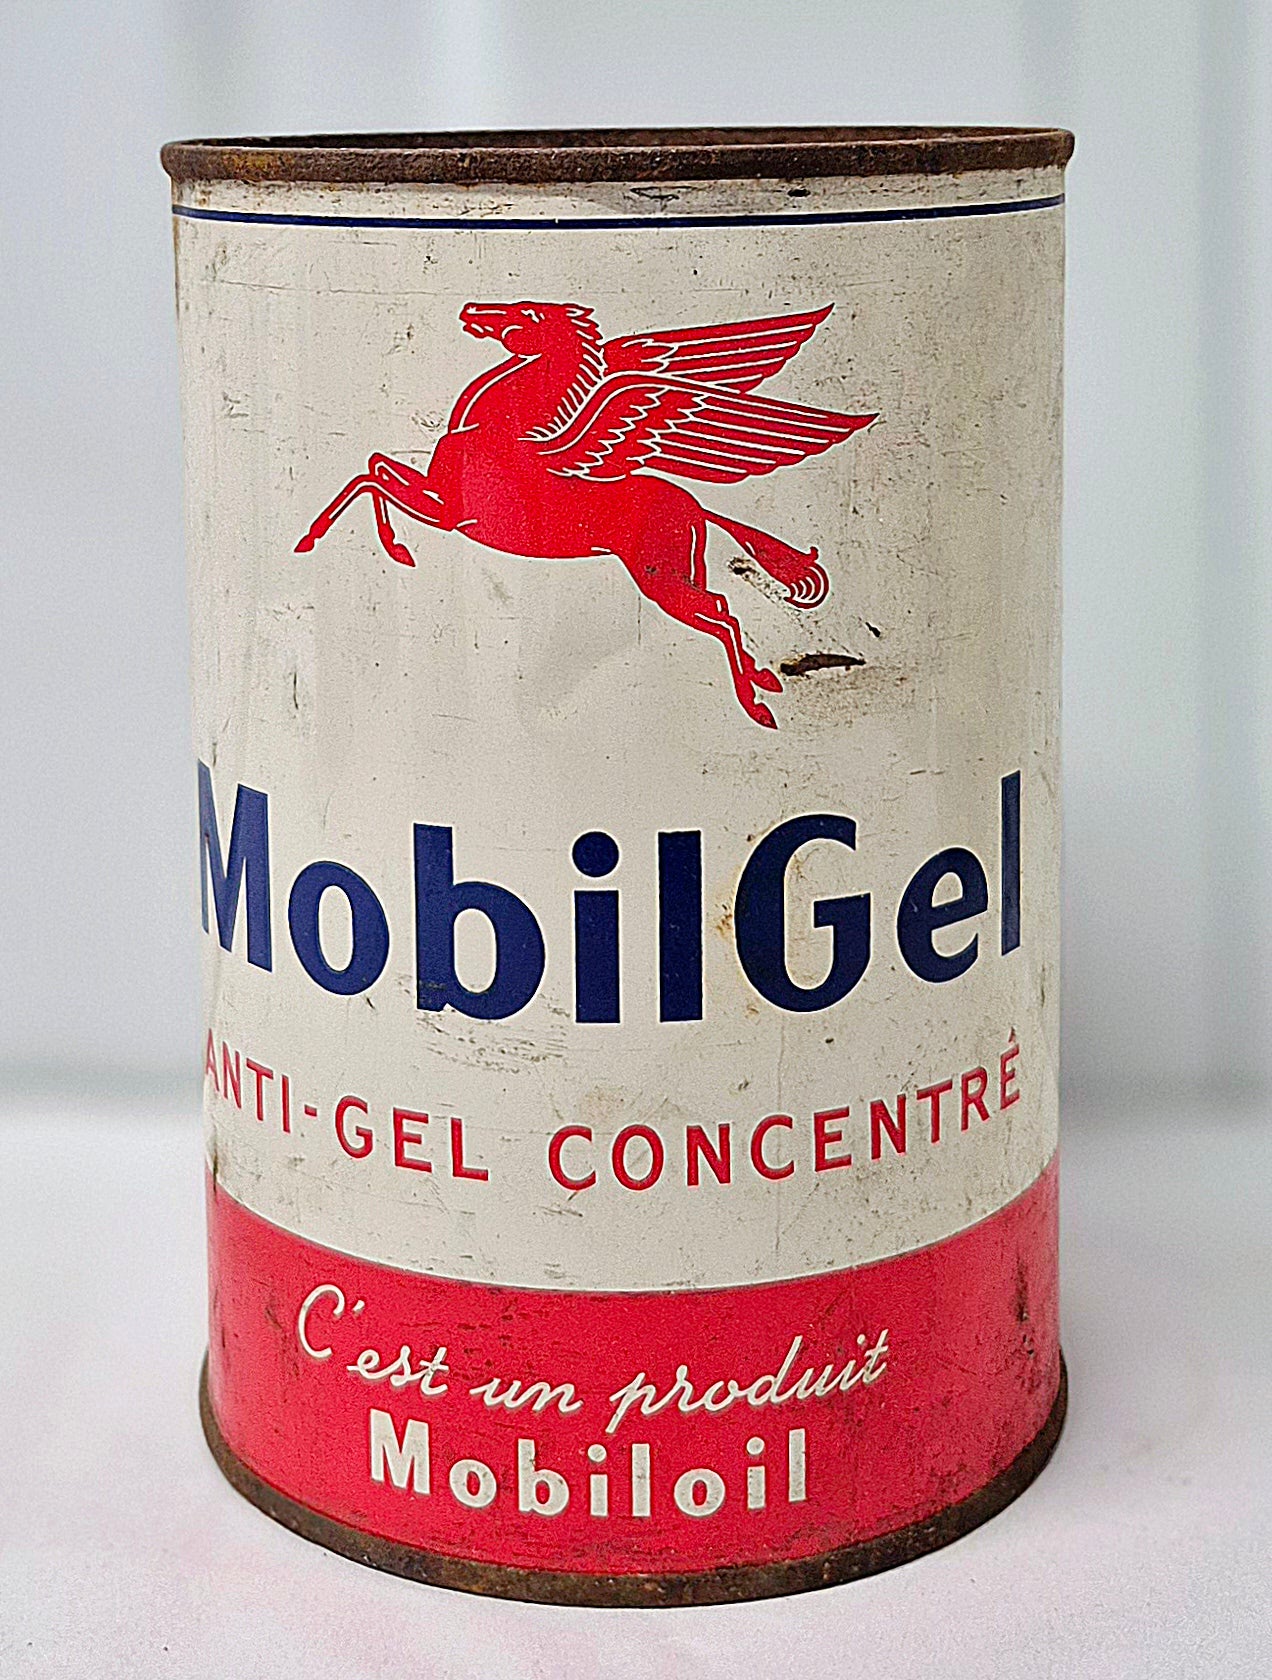 MobilGel
ANTI-GEL CONCENTRÉ
C'est un produit
Mobiloil